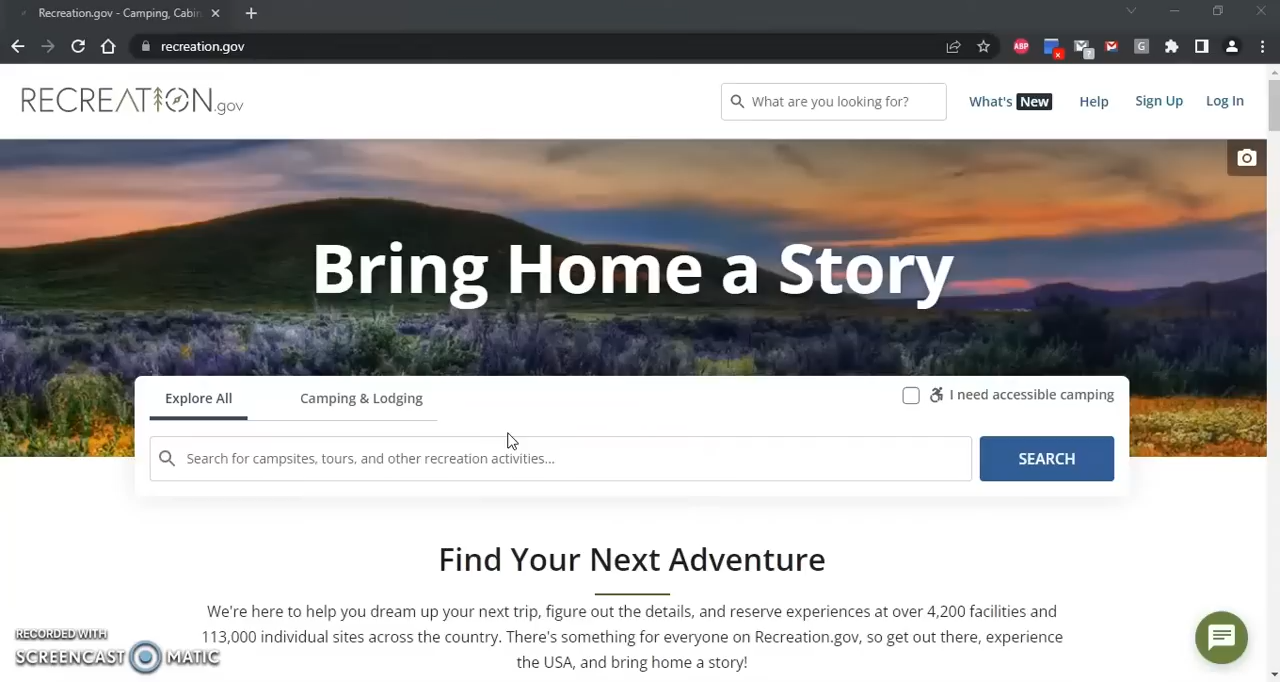 Recreation.gov - Camping, Cabin
recreation.gov
ABP
G
RECREATION.gov
What are you looking for?
What's New
Help
Sign Up
Log In
Bring Home a Story
Explore All
Camping & Lodging
I need accessible camping
Search for campsites, tours, and other recreation activities...
SEARCH
Find Your Next Adventure
We're here to help you dream up your next trip, figure out the details, and reserve experiences at over 4,200 facilities and
113,000 individual sites across the country. There's something for everyone on Recreation.gov, so get out there, experience
the USA, and bring home a story!
RECORDED WITH
SCREENCAST MATIC